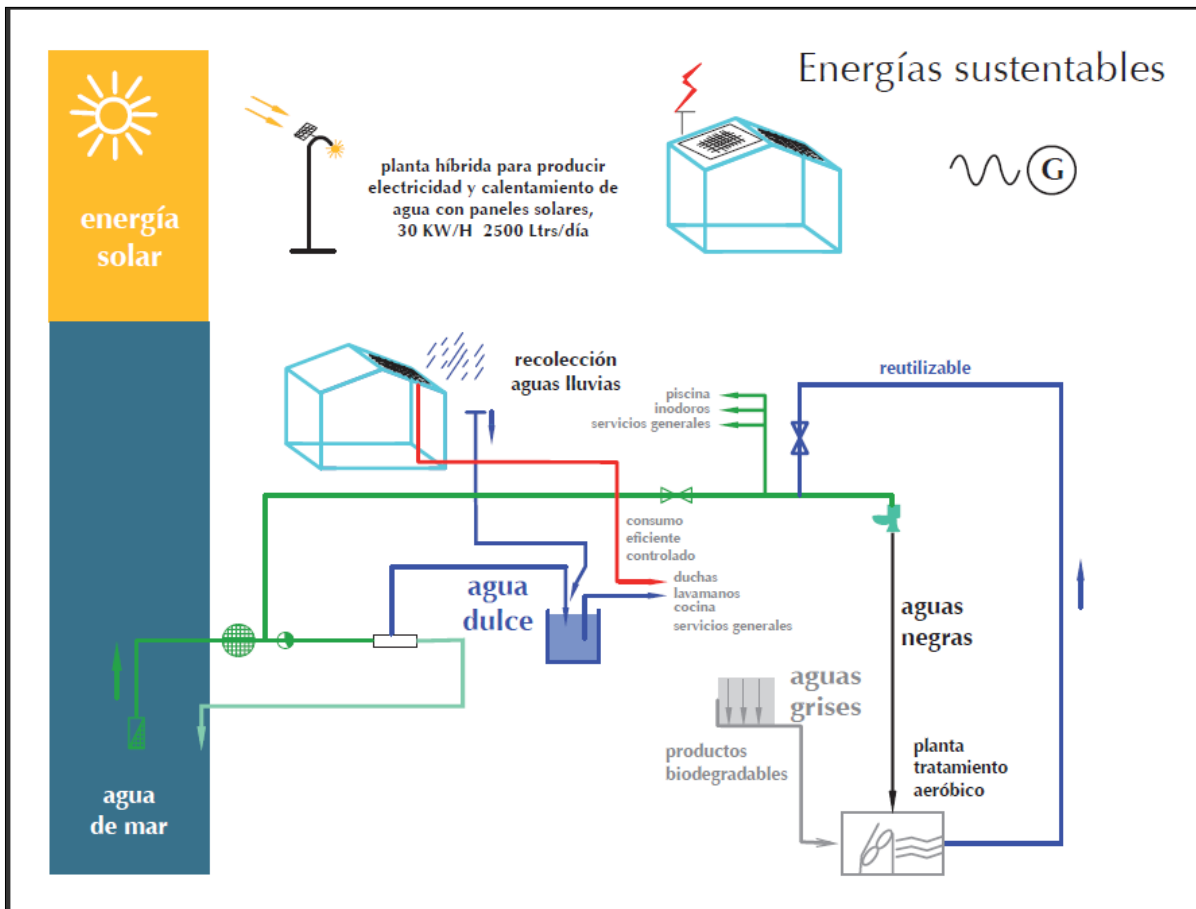 Energías sustentables
energía
solar
planta híbrida para producir
electricidad y calentamiento de
agua con paneles solares,
30 KW/H 2500 Ltrs/día
G
recolección
aguas lluvias
piscina
inodoros
servicios generales
reutilizable
consumo
eficiente
controlado
agua
dulce
duchas
lavamanos
cocina
servicios generales
aguas
negras
aguas
grises
productos
biodegradables
planta
tratamiento
aeróbico
agua
de mar